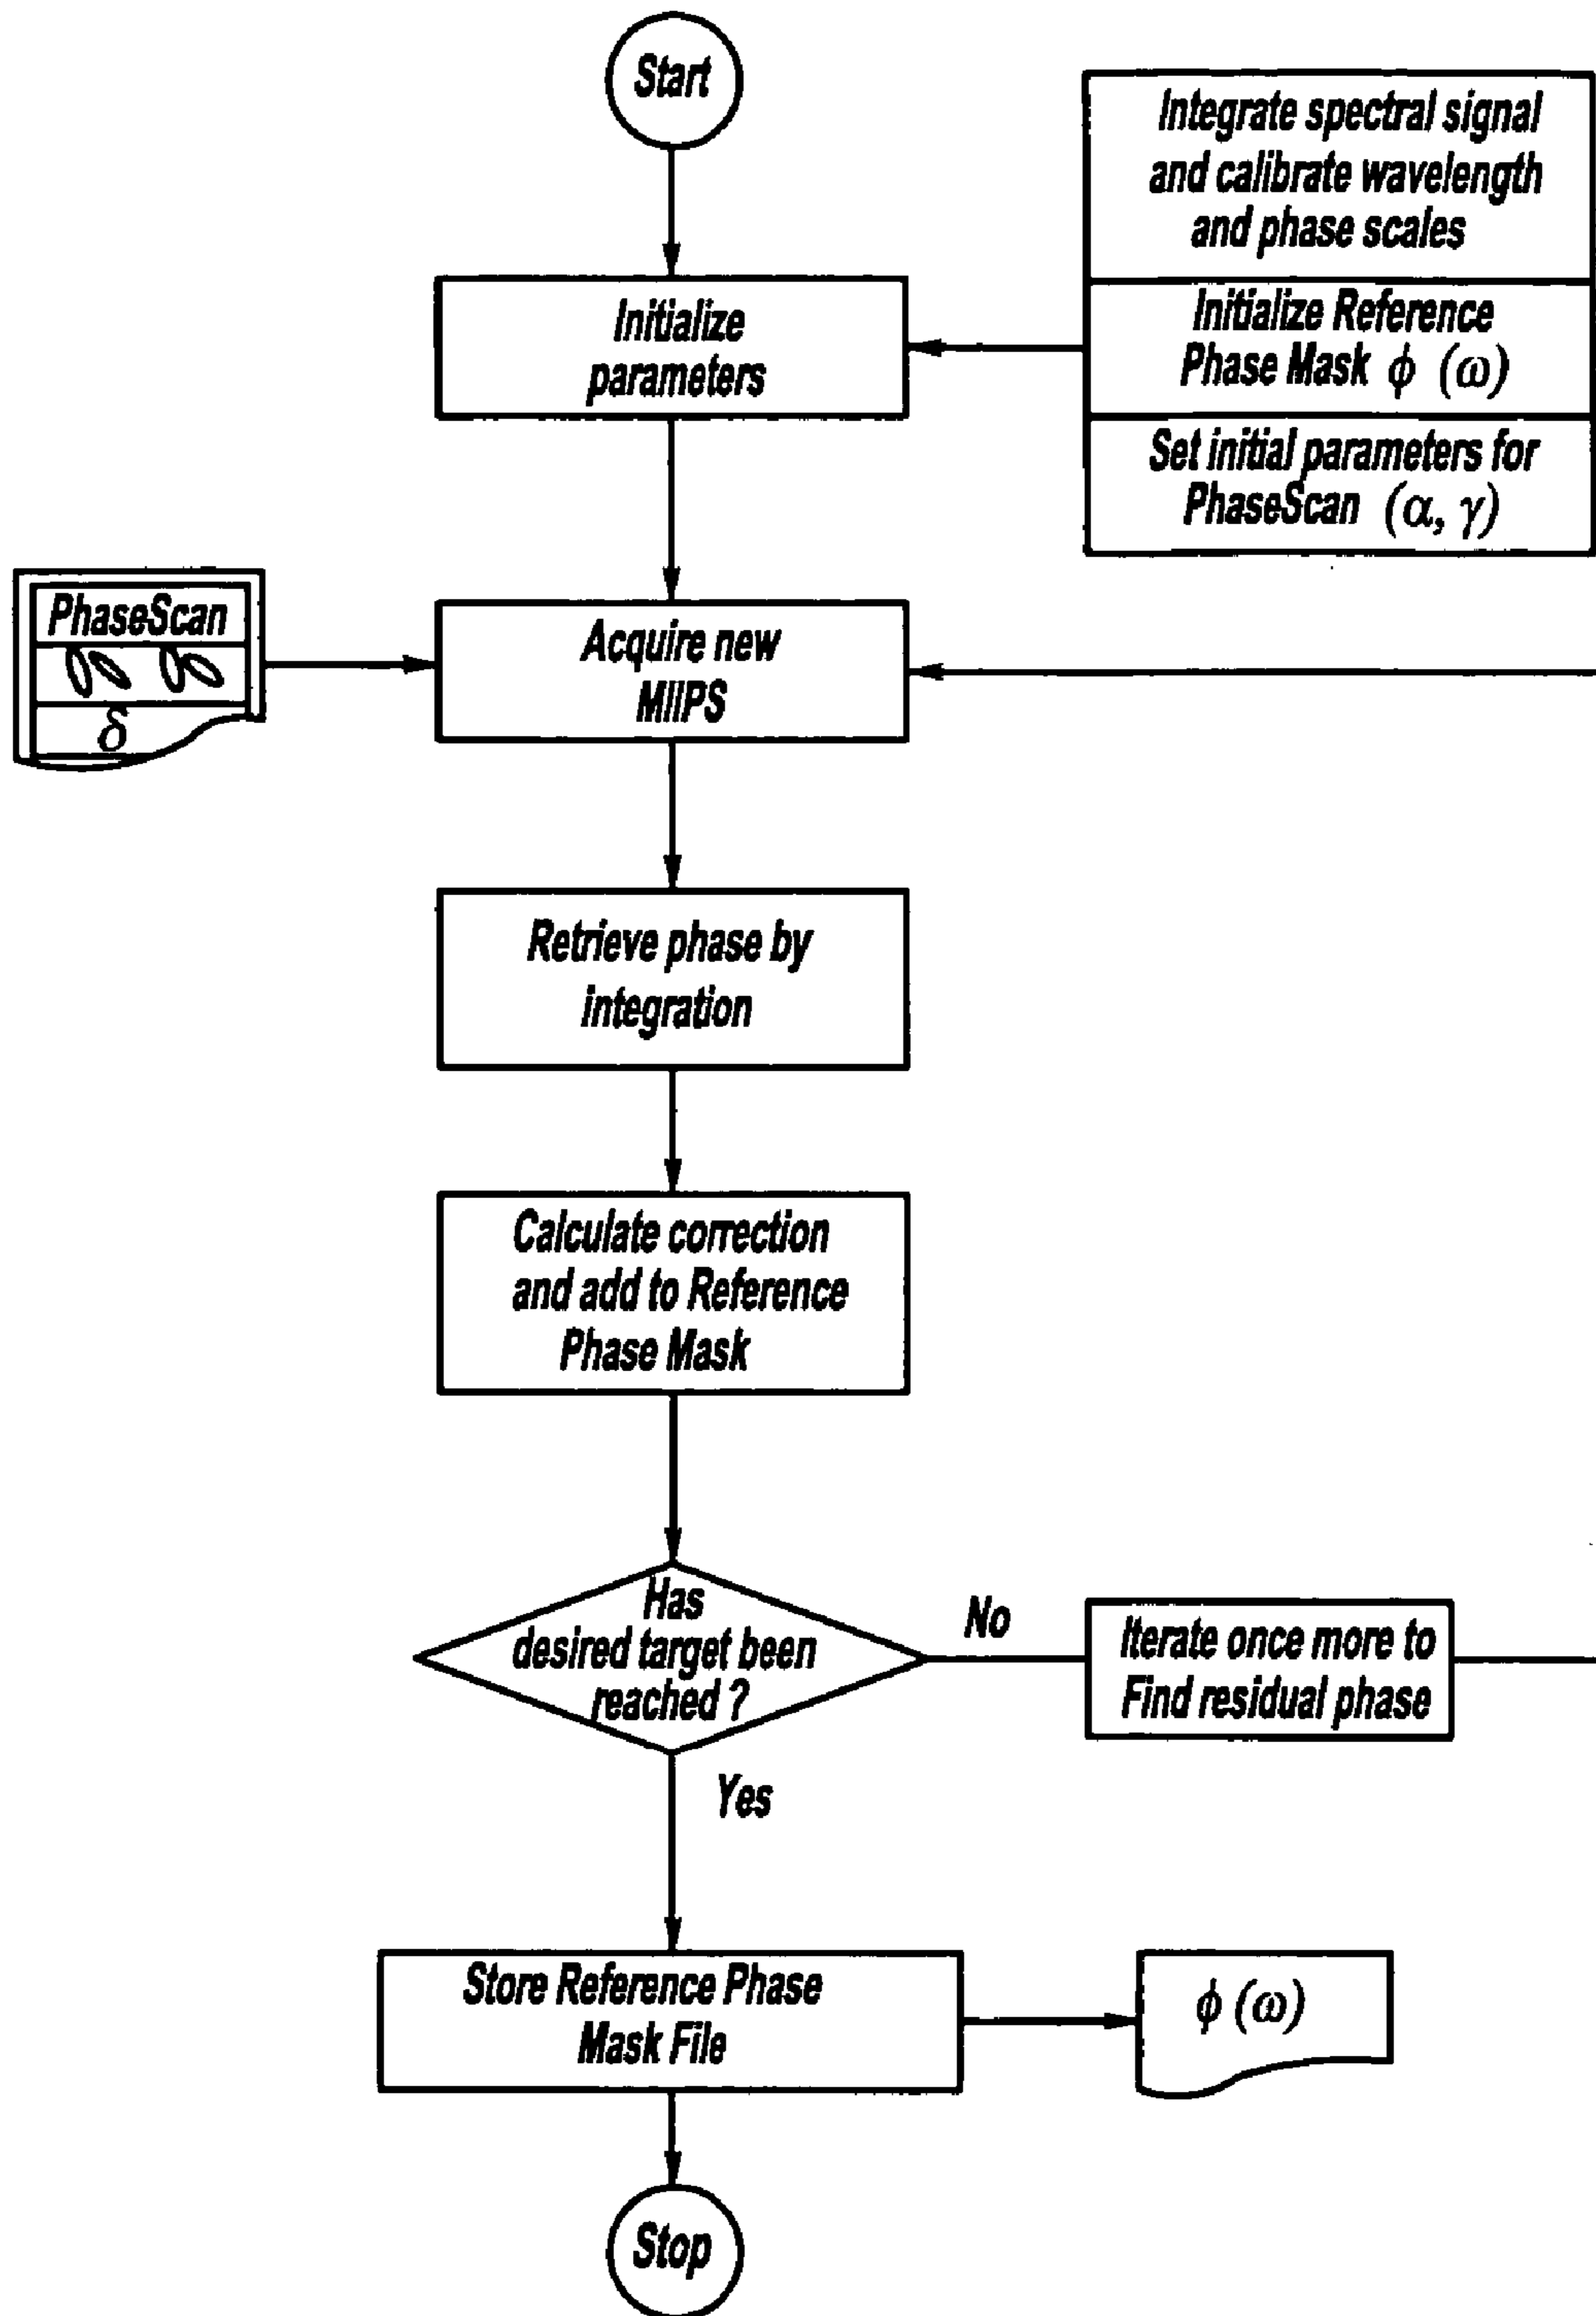 Start
Integrate spectral signal
and calibrate wavelength
and phase scales
Initialize
parameters
Initialize Reference
Phase Mask ϕ (ω)
Set initial parameters for
PhaseScan (α, γ)
PhaseScan
δ
Acquire new
MIIPS
Retrieve phase by
integration
Calculate correction
and add to Reference
Phase Mask
Has
desired target been
reached ?
No
Iterate once more to
Find residual phase
Yes
Store Reference Phase
Mask File
ϕ (ω)
Stop